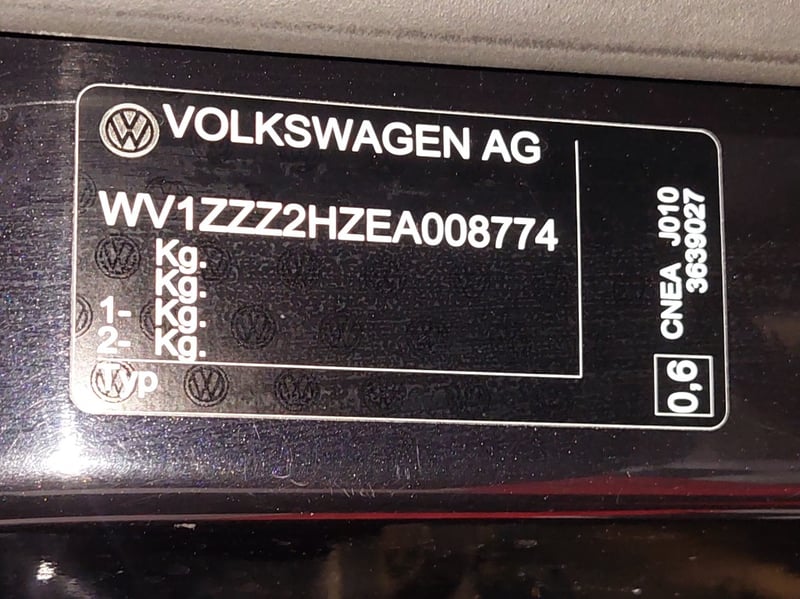 VOLKSWAGEN AG
WV1ZZZ2HZEA008774
Kg.
Kg.
1- Kg.
2- Kg.
Typ
CNEA J010
3639027
0,6